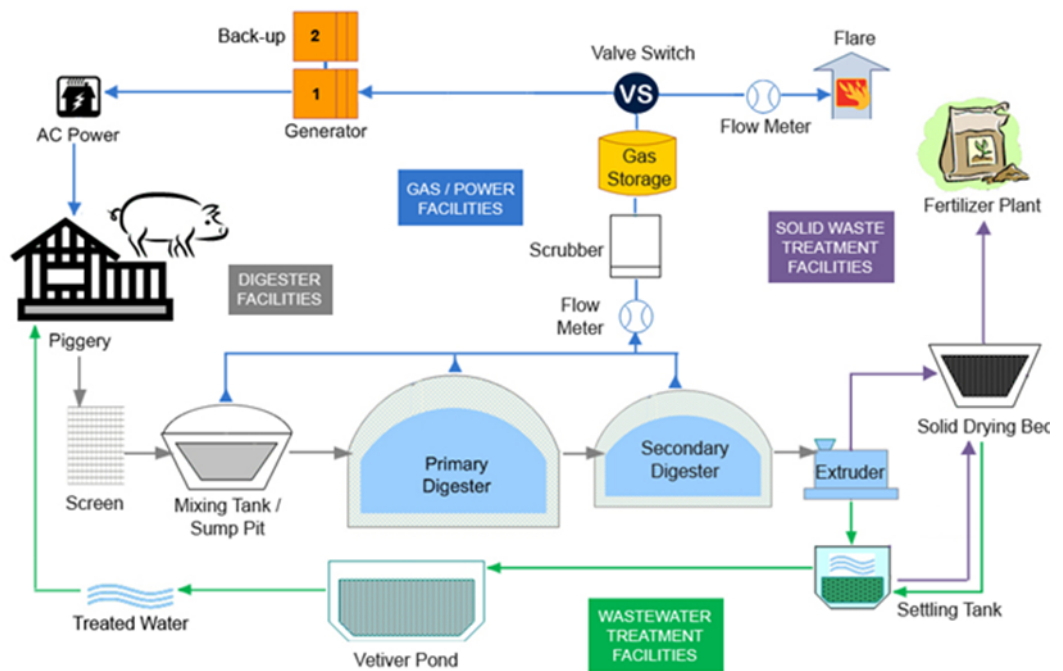 Back-up
2
1
Generator
AC Power
Valve Switch
VS
Flow Meter
Flare
Gas
Storage
Scrubber
Flow
Meter
GAS / POWER
FACILITIES
SOLID WASTE
TREATMENT
FACILITIES
Fertilizer Plant
DIGESTER
FACILITIES
Piggery
Screen
Mixing Tank /
Sump Pit
Primary
Digester
Secondary
Digester
Extruder
Solid Drying Bed
Settling Tank
Treated Water
Vetiver Pond
WASTEWATER
TREATMENT
FACILITIES